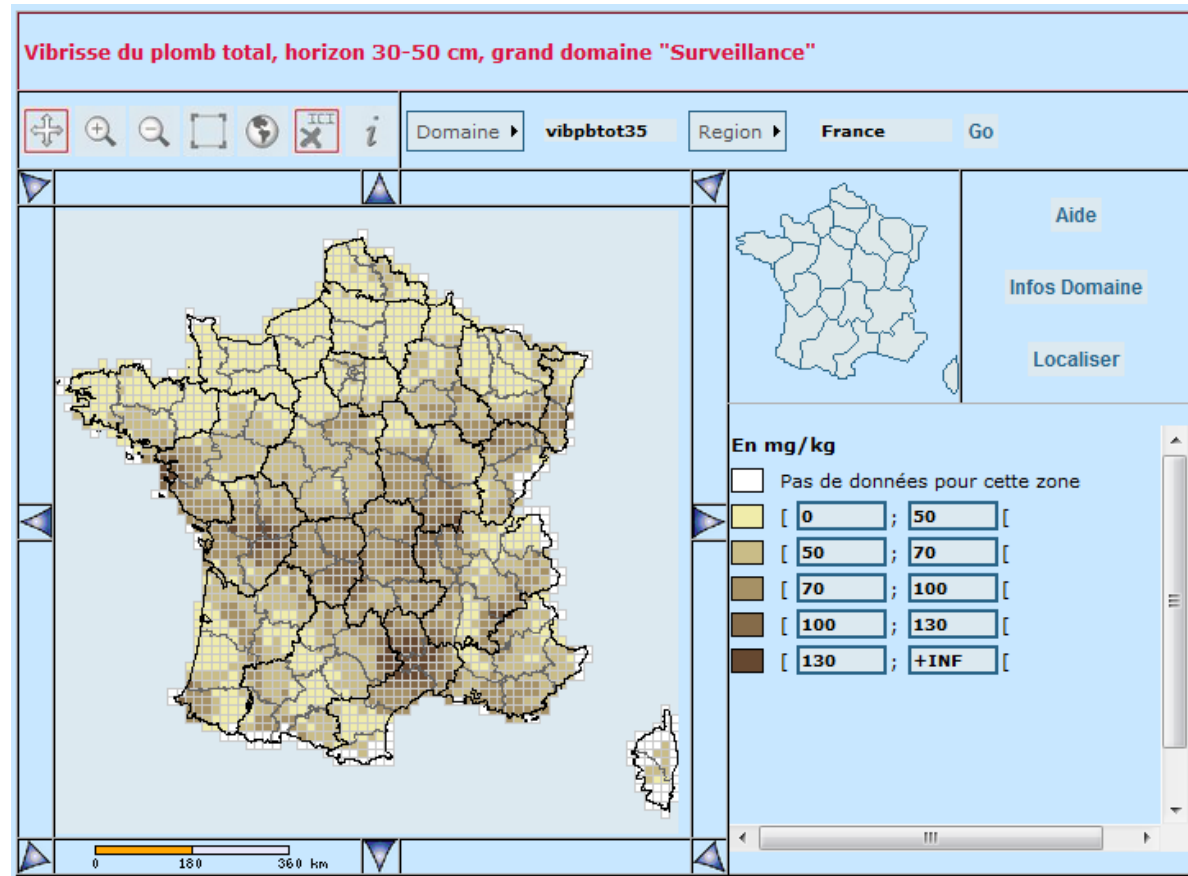 Vibrisse du plomb total, horizon 30-50 cm, grand domaine "Surveillance"
ICI i Domaine vibpbtot35 Region France Go
Aide
Infos Domaine
Localiser
En mg/kg
Pas de données pour cette zone
[ 0 ; 50 [
[ 50 ; 70 [
[ 70 ; 100 [
[ 100 ; 130 [
[ 130 ; +INF [
0 180 360 km